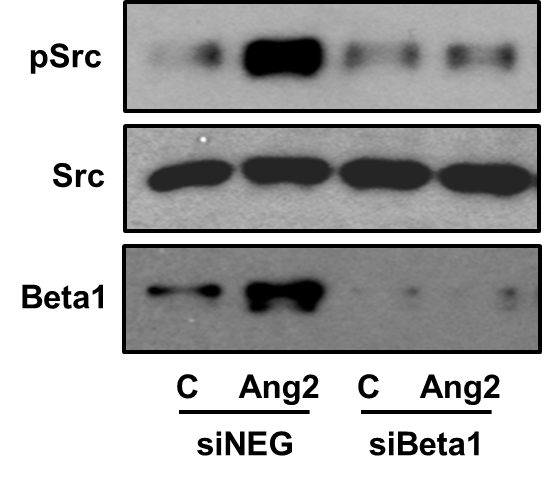 pSrc
Src
Beta1
C Ang2 C Ang2
siNEG siBeta1